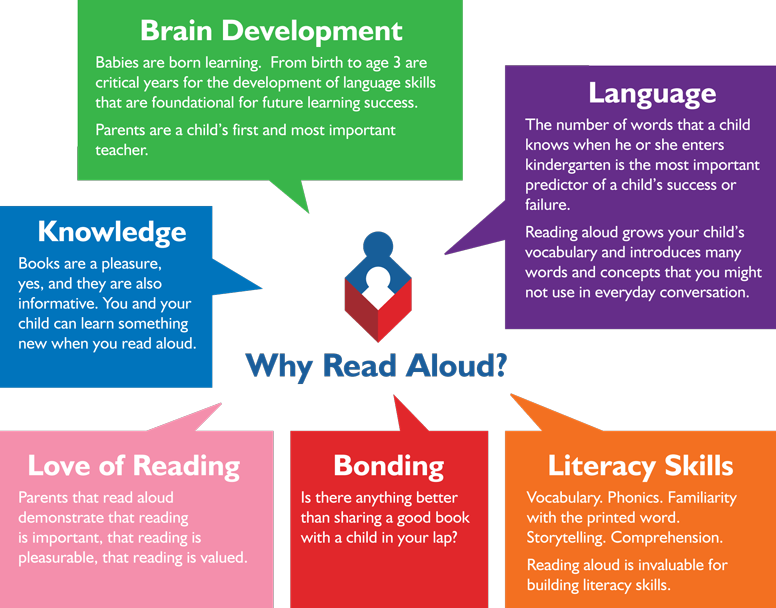 Brain Development
Babies are born learning.  From birth to age 3 are
critical years for the development of language skills
that are foundational for future learning success.
Parents are a child's first and most important
teacher.
Language
The number of words that a child
knows when he or she enters
kindergarten is the most important
predictor of a child's success or
failure.
Reading aloud grows your child's
vocabulary and introduces many
words and concepts that you might
not use in everyday conversation.
Knowledge
Books are a pleasure,
yes, and they are also
informative. You and your
child can learn something
new when you read aloud.
Why Read Aloud?
Love of Reading
Parents that read aloud
demonstrate that reading
is important, that reading is
pleasurable, that reading is valued.
Bonding
Is there anything better
than sharing a good book
with a child in your lap?
Literacy Skills
Vocabulary. Phonics. Familiarity
with the printed word.
Storytelling. Comprehension.
Reading aloud is invaluable for
building literacy skills.